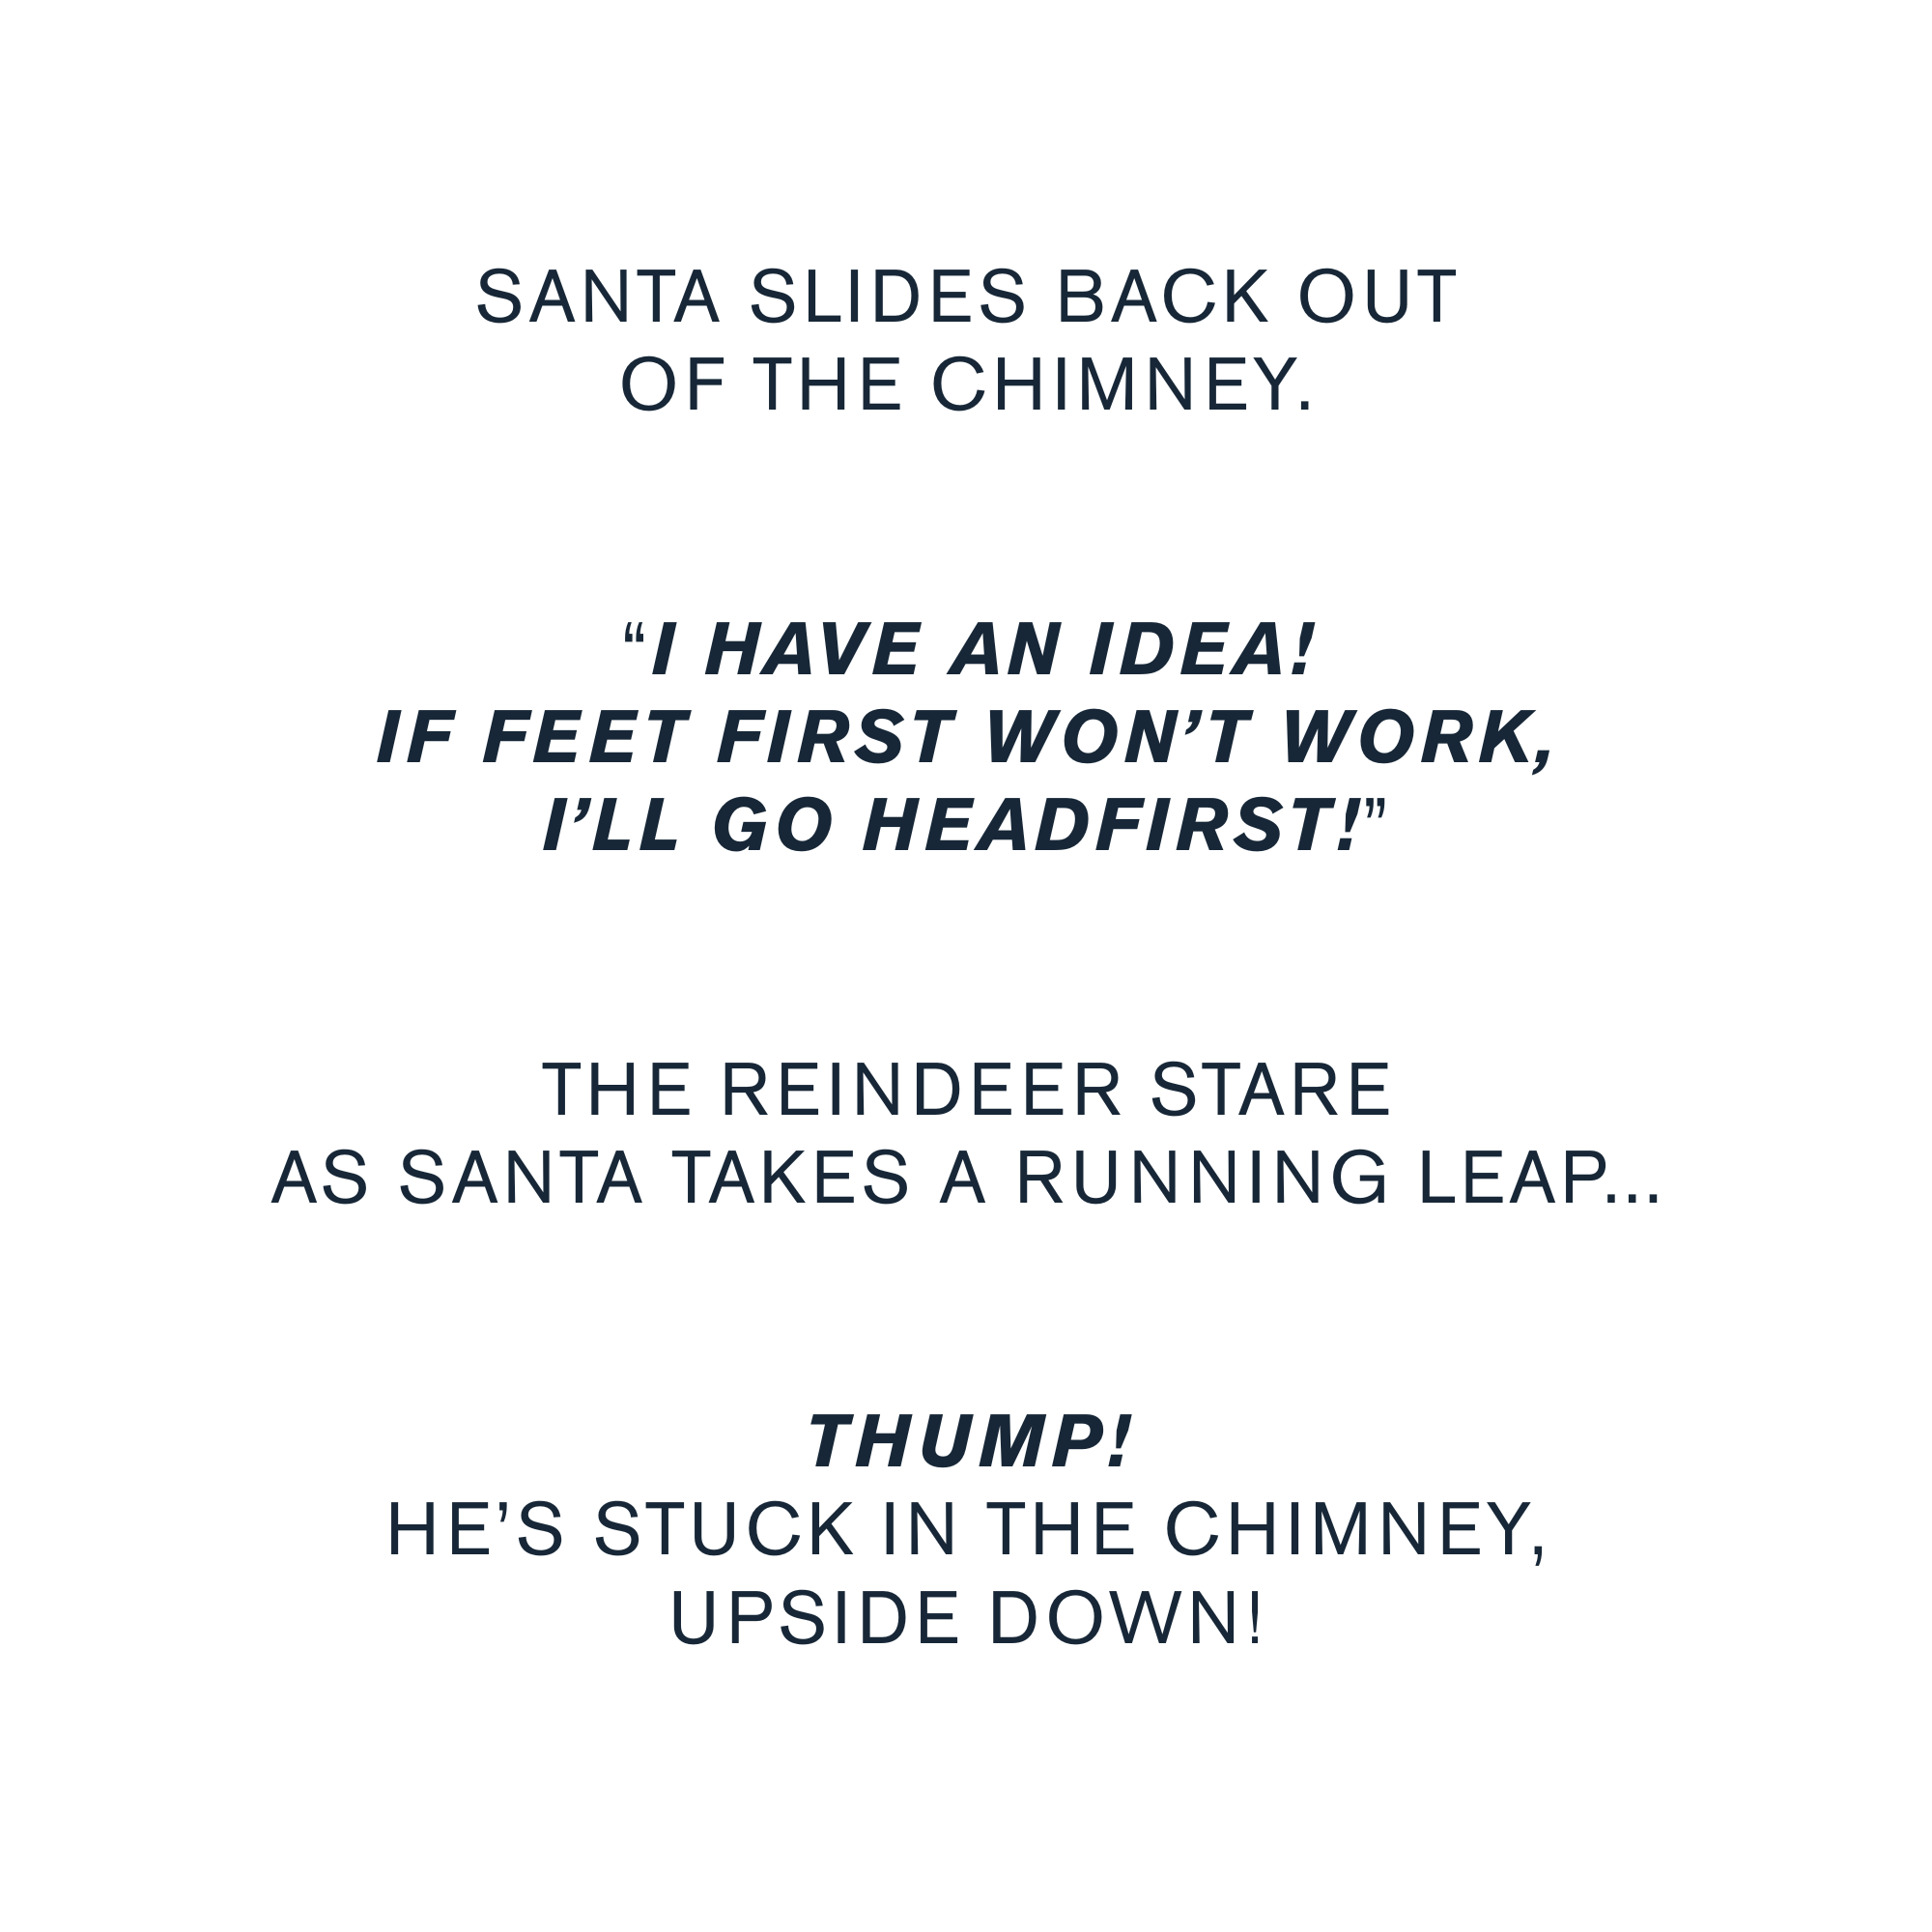 SANTA SLIDES BACK OUT
OF THE CHIMNEY.
“I HAVE AN IDEA!
IF FEET FIRST WON’T WORK,
I’LL GO HEADFIRST!”
THE REINDEER STARE
AS SANTA TAKES A RUNNING LEAP...
THUMP!
HE’S STUCK IN THE CHIMNEY,
UPSIDE DOWN!